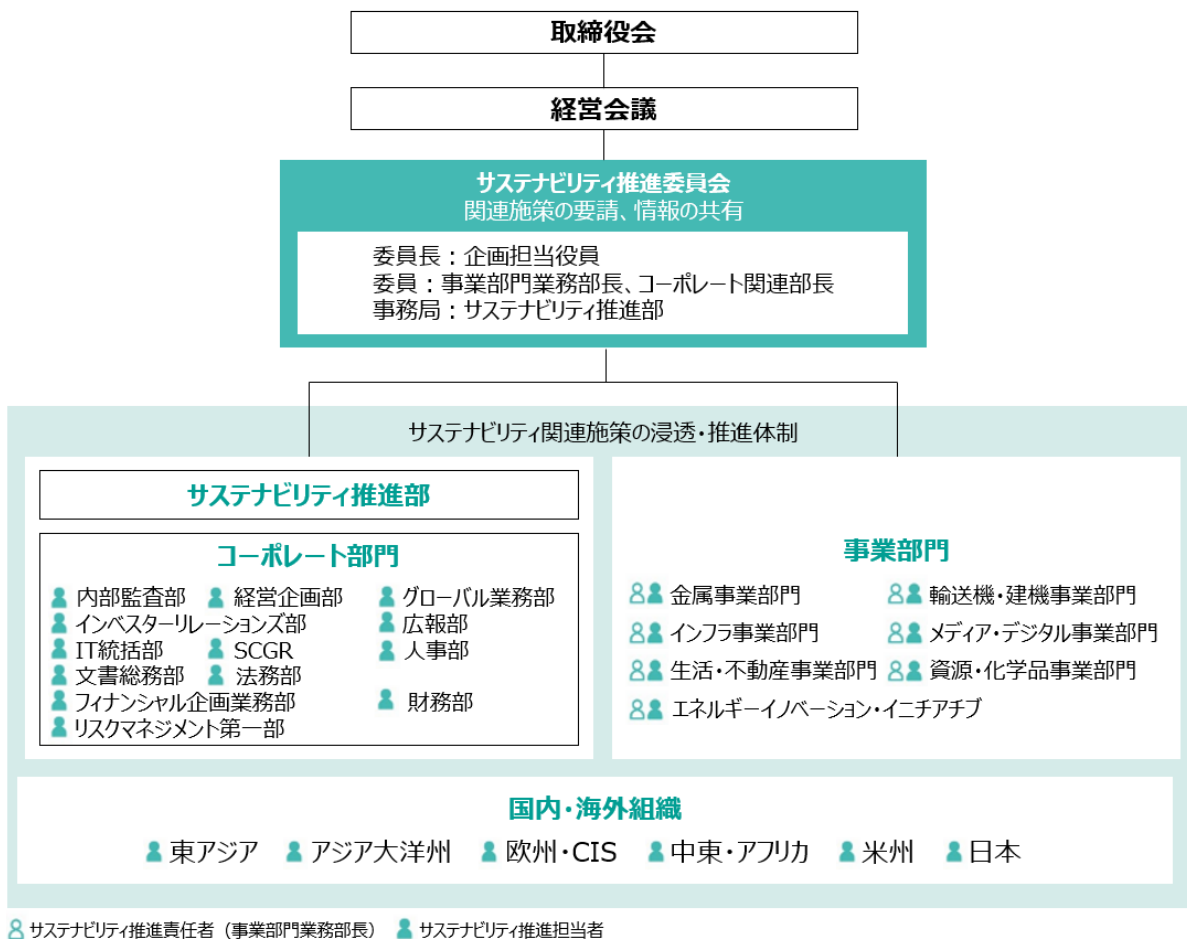 取締役会
経営会議
サステナビリティ推進委員会
関連施策の要請、情報の共有
委員長：企画担当役員
委員：事業部門業務部長、コーポレート関連部長
事務局：サステナビリティ推進部
サステナビリティ関連施策の浸透・推進体制
サステナビリティ推進部
コーポレート部門
内部監査部 経営企画部 グローバル業務部
インベスターリレーションズ部 広報部
IT統括部 SCGR 人事部
文書総務部 法務部
フィナンシャル企画業務部 財務部
リスクマネジメント第一部
事業部門
金属事業部門 輸送機・建機事業部門
インフラ事業部門 メディア・デジタル事業部門
生活・不動産事業部門 資源・化学品事業部門
エネルギーイノベーション・イニチアチブ
国内・海外組織
東アジア アジア大洋州 欧州・CIS 中東・アフリカ 米州 日本
サステナビリティ推進責任者（事業部門業務部長） サステナビリティ推進担当者